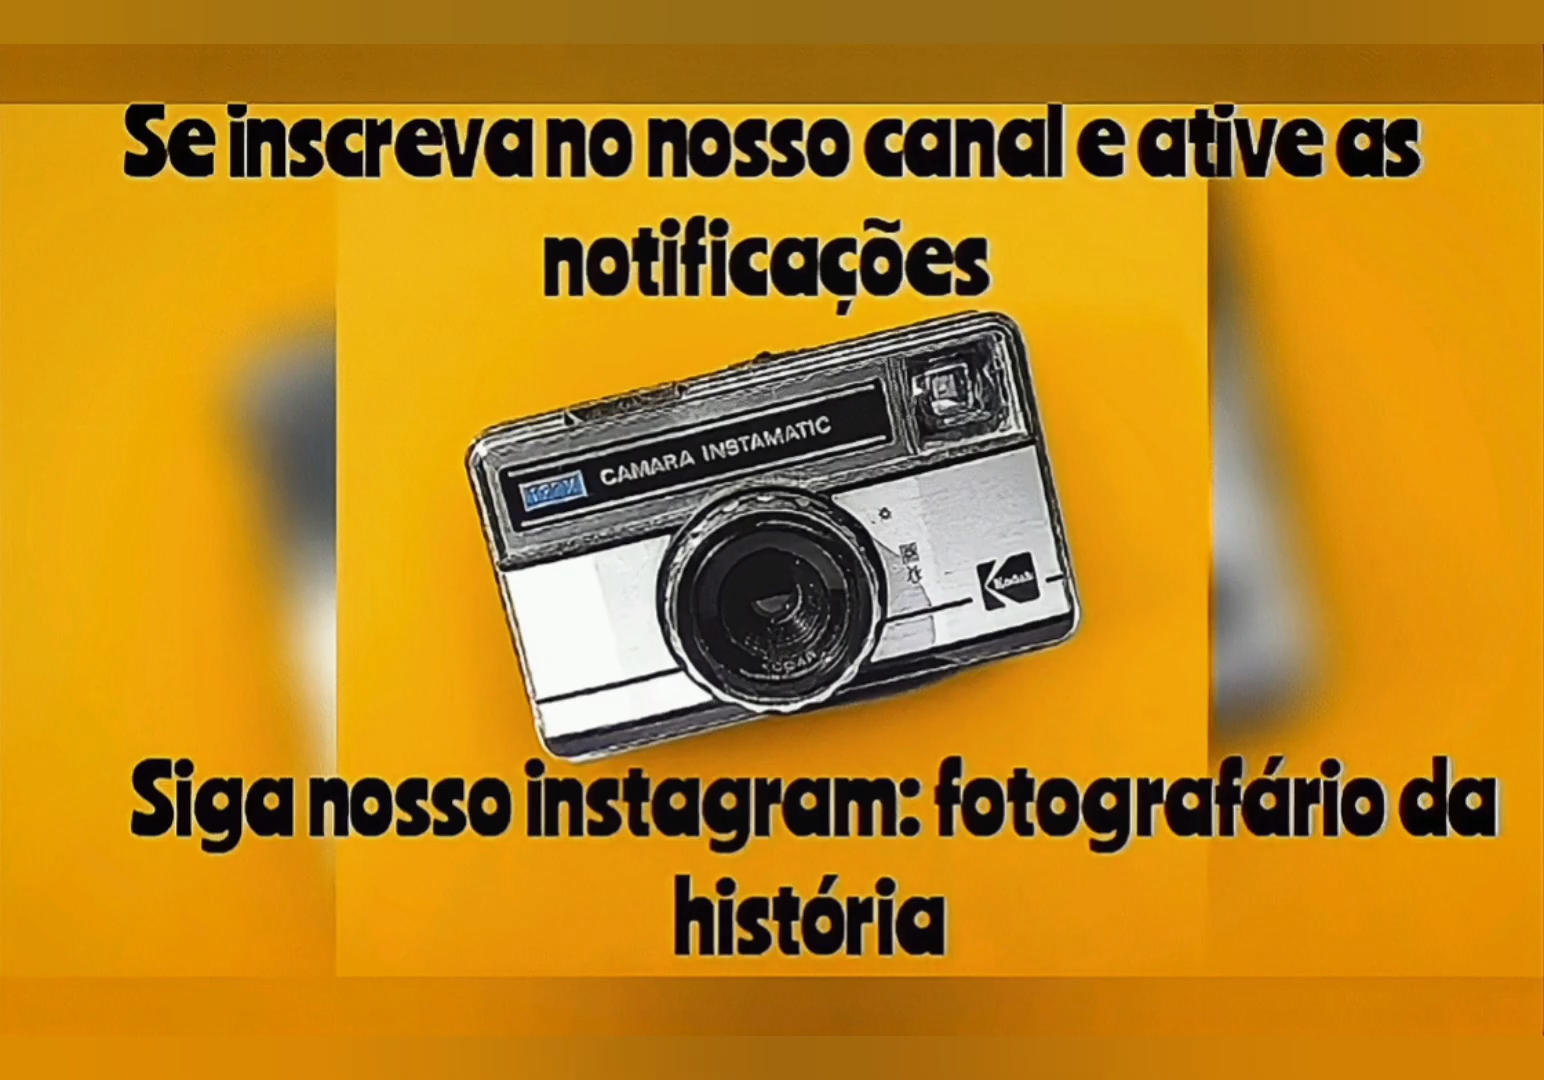 Se inscreva no nosso canal e ative as
notificações
CAMARA INSTAMATIC
Kodak
Siga nosso instagram: fotografário da
história